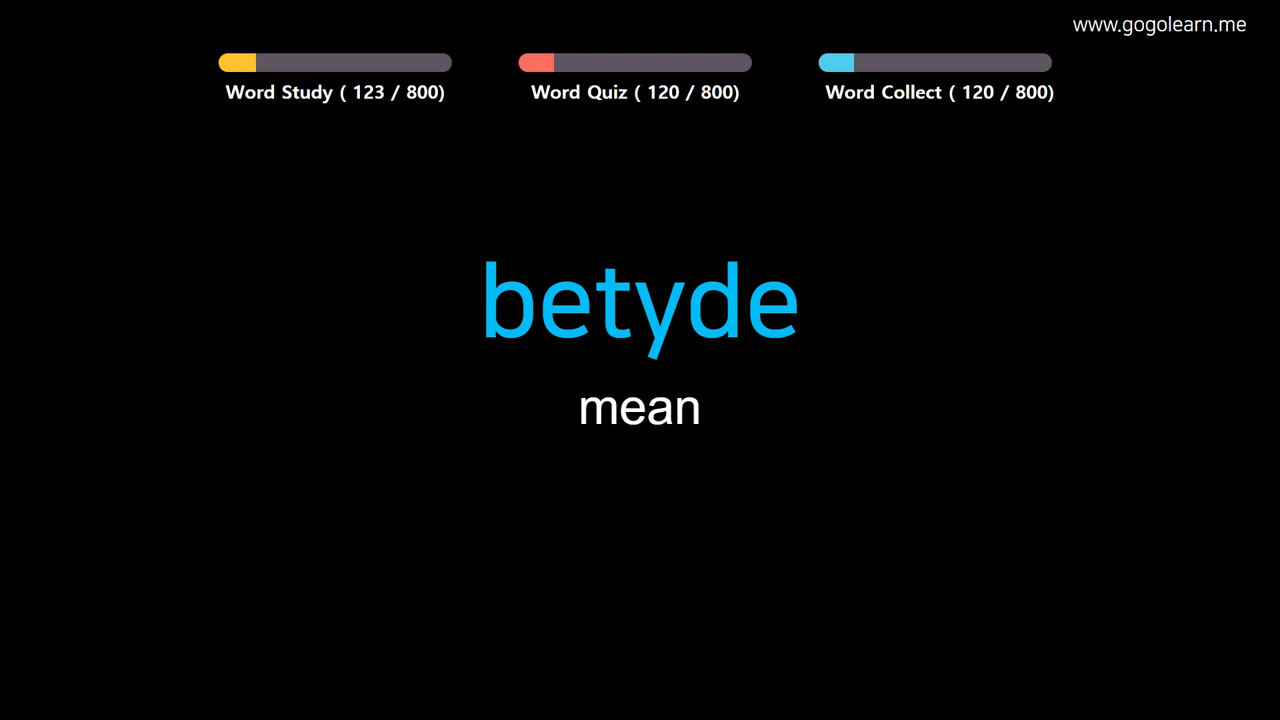 www.gogolearn.me
Word Study ( 123 / 800)
Word Quiz ( 120 / 800)
Word Collect ( 120 / 800)
betyde
mean